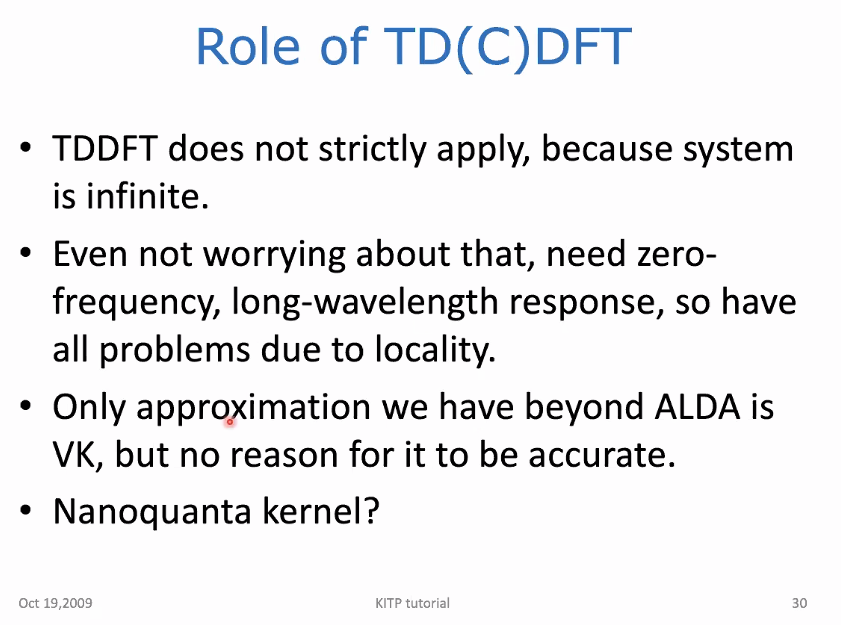 Role of TD(C)DFT
• TDDFT does not strictly apply, because system
is infinite.
• Even not worrying about that, need zero-
frequency, long-wavelength response, so have
all problems due to locality.
• Only approximation we have beyond ALDA is
VK, but no reason for it to be accurate.
• Nanoquanta kernel?
Oct 19,2009 KITP tutorial 30